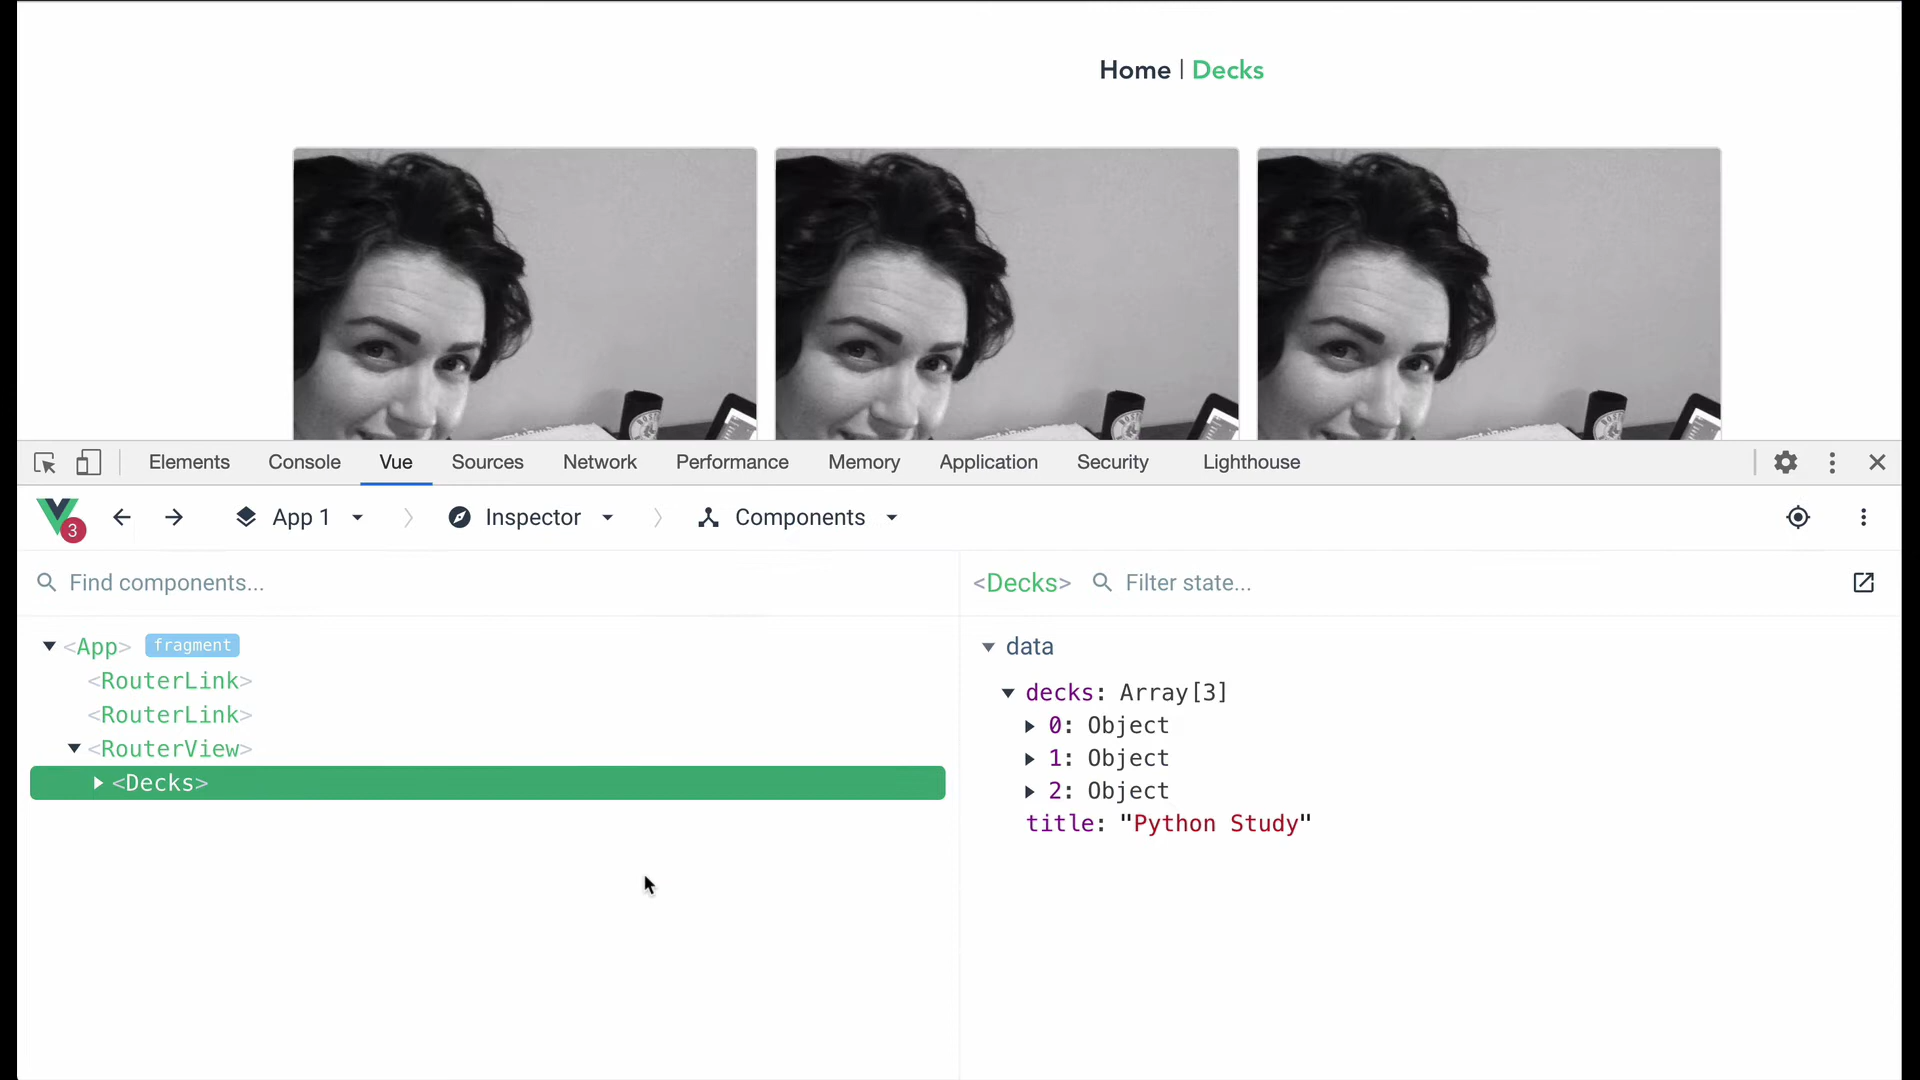 Home | Decks
Elements Console Vue Sources Network Performance Memory Application Security Lighthouse
3 App 1 Inspector Components
Find components...
<Decks> Filter state...
<App> fragment
<RouterLink>
<RouterLink>
<RouterView>
<Decks>
data
decks: Array[3]
0: Object
1: Object
2: Object
title: "Python Study"